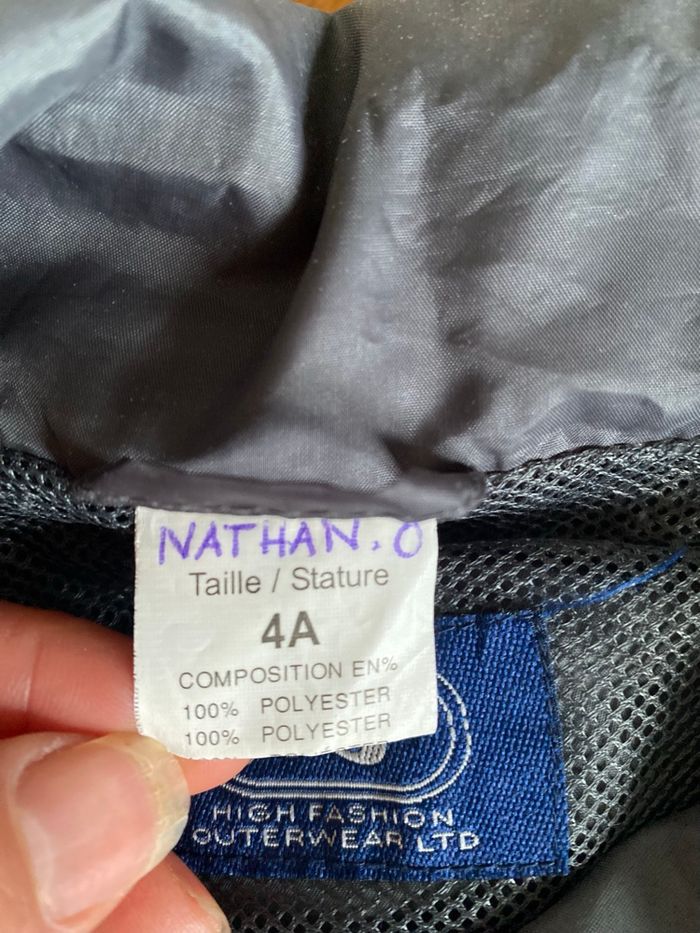 NATHAN.O
Taille / Stature
4A
COMPOSITION EN%
100% POLYESTER
100% POLYESTER
HIGH FASHION
OUTERWEAR LTD